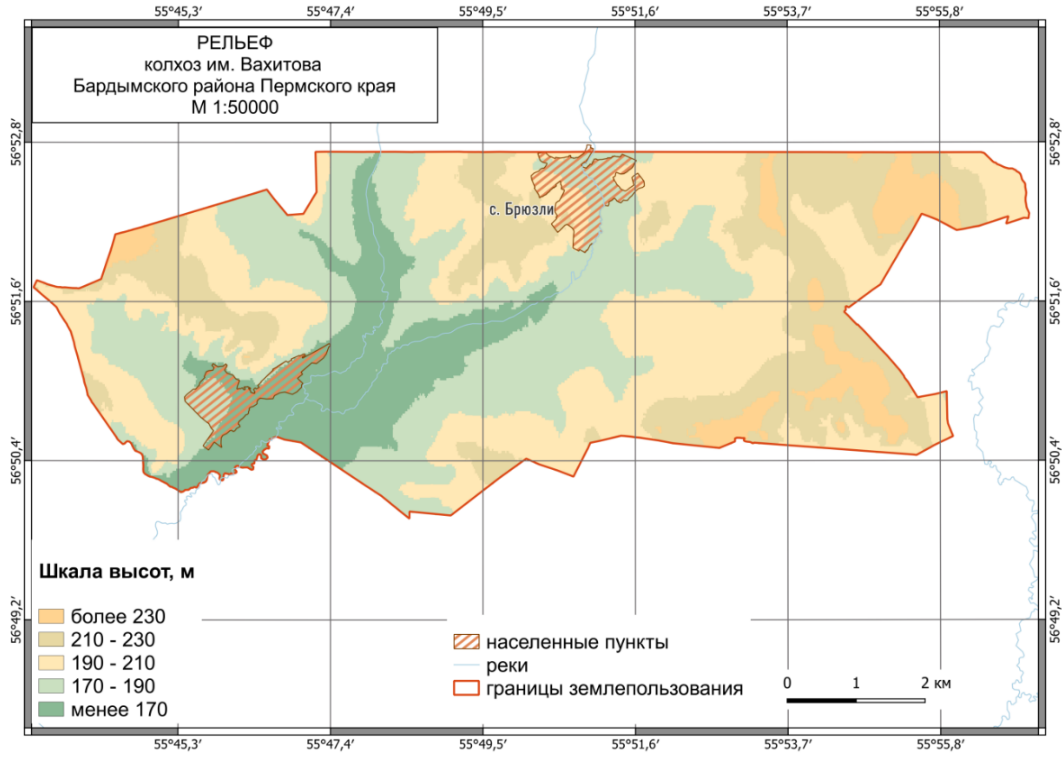 55°45,3′ 55°47,4′ 55°49,5′ 55°51,6′ 55°53,7′ 55°55,8′
РЕЛЬЕФ
колхоз им. Вахитова
Бардымского района Пермского края
М 1:50000
56°52,8′ 56°52,8′
с. Брюзли
56°51,6′ 56°51,6′
56°50,4′ 56°50,4′
Шкала высот, м
более 230
210 - 230
190 - 210
170 - 190
менее 170
56°49,2′ 56°49,2′
населенные пункты
реки
границы землепользования
0 1 2 км
55°45,3′ 55°47,4′ 55°49,5′ 55°51,6′ 55°53,7′ 55°55,8′